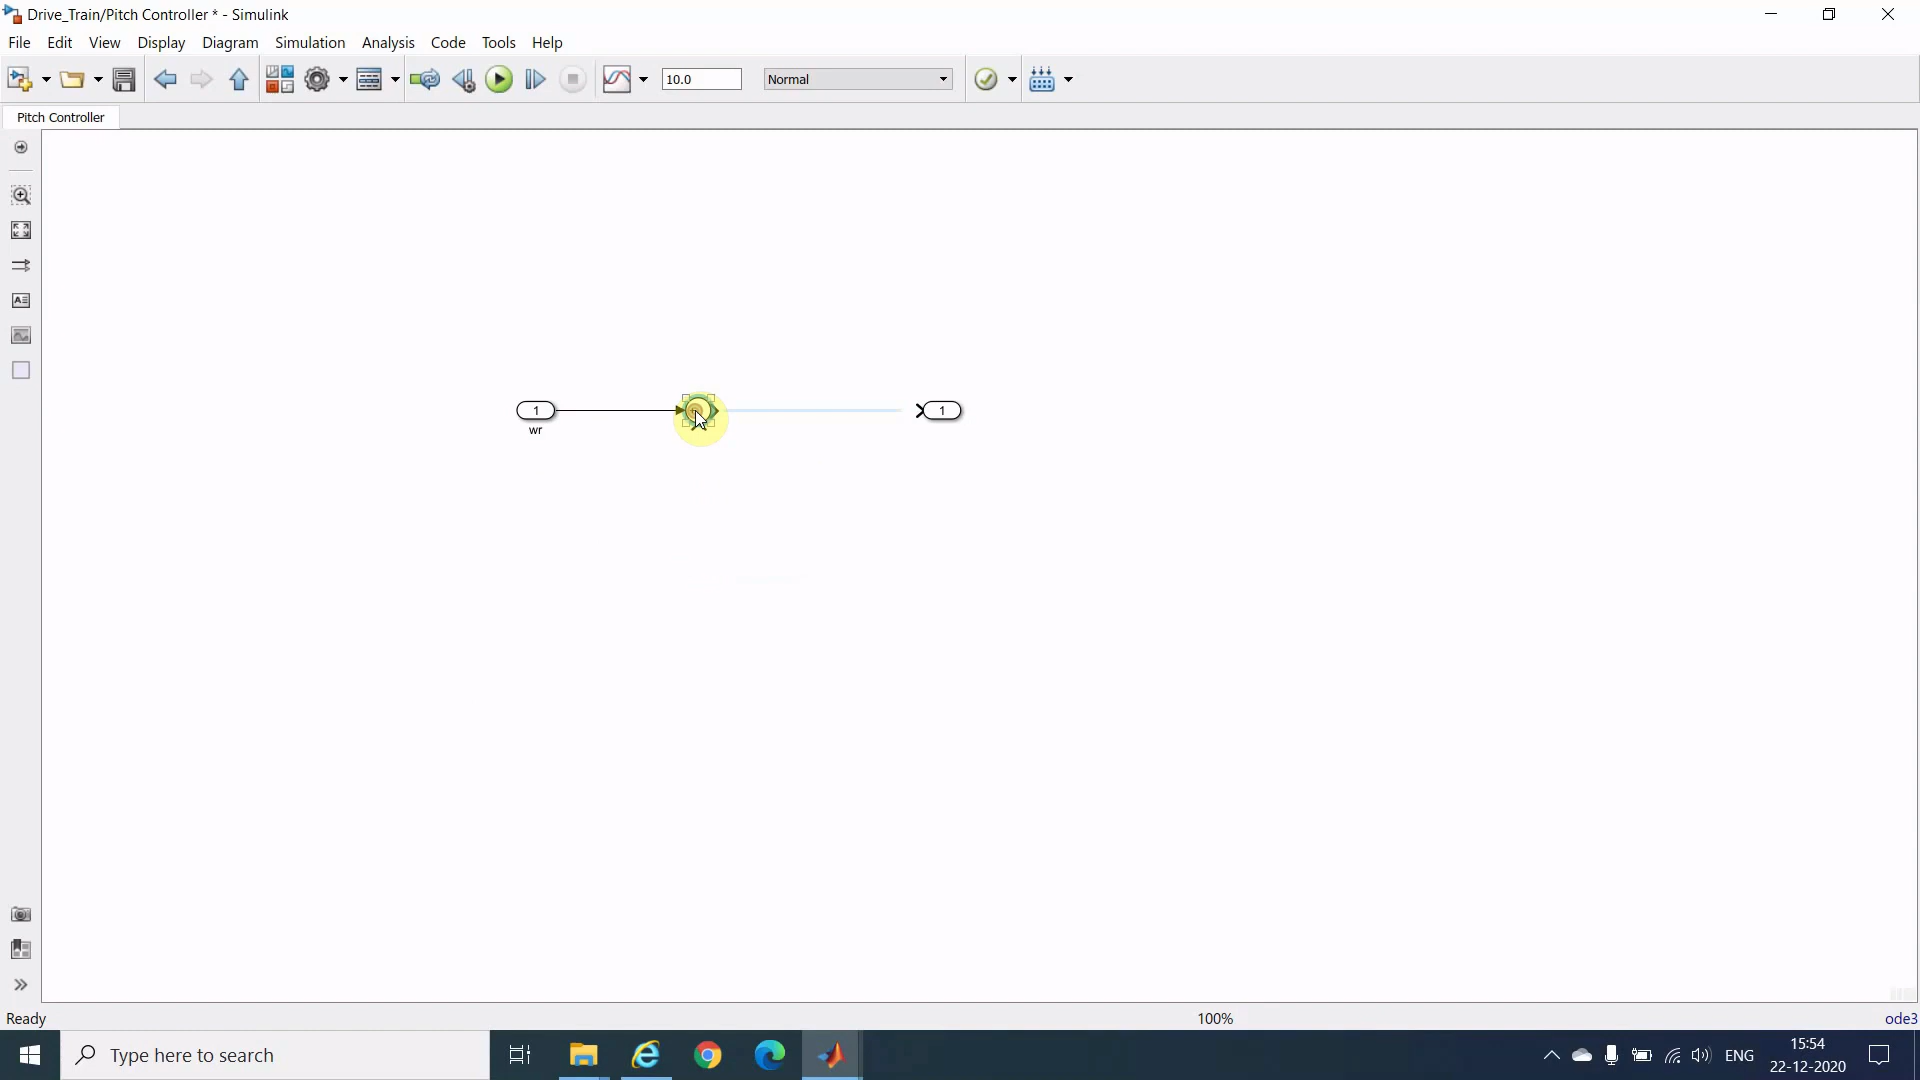 Drive_Train/Pitch Controller * - Simulink
File Edit View Display Diagram Simulation Analysis Code Tools Help
10.0 Normal
Pitch Controller
1 1
wr
Ready 100% ode3
Type here to search ENG 15:54
22-12-2020